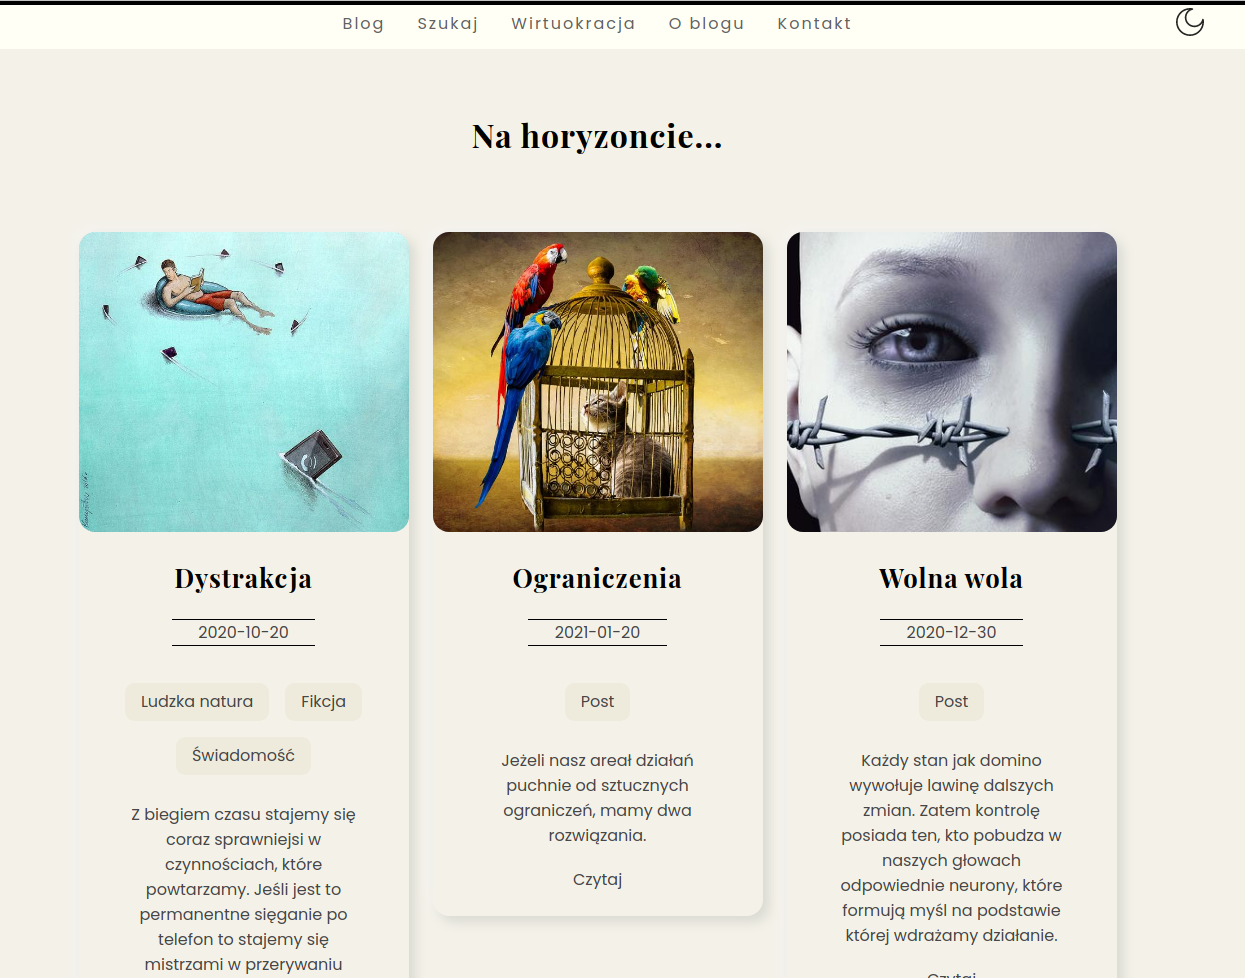 Blog Szukaj Wirtuokracja O blogu Kontakt
Na horyzoncie...
Dystrakcja
2020-10-20
Ludzka natura Fikcja
Świadomość
Z biegiem czasu stajemy się
coraz sprawniejsi w
czynnościach, które
powtarzamy. Jeśli jest to
permanentne sięganie po
telefon to stajemy się
mistrzami w przerywaniu
Ograniczenia
2021-01-20
Post
Jeżeli nasz areał działań
puchnie od sztucznych
ograniczeń, mamy dwa
rozwiązania.
Czytaj
Wolna wola
2020-12-30
Post
Każdy stan jak domino
wywołuje lawinę dalszych
zmian. Zatem kontrolę
posiada ten, kto pobudza w
naszych głowach
odpowiednie neurony, które
formują myśl na podstawie
której wdrażamy działanie.
Czytaj